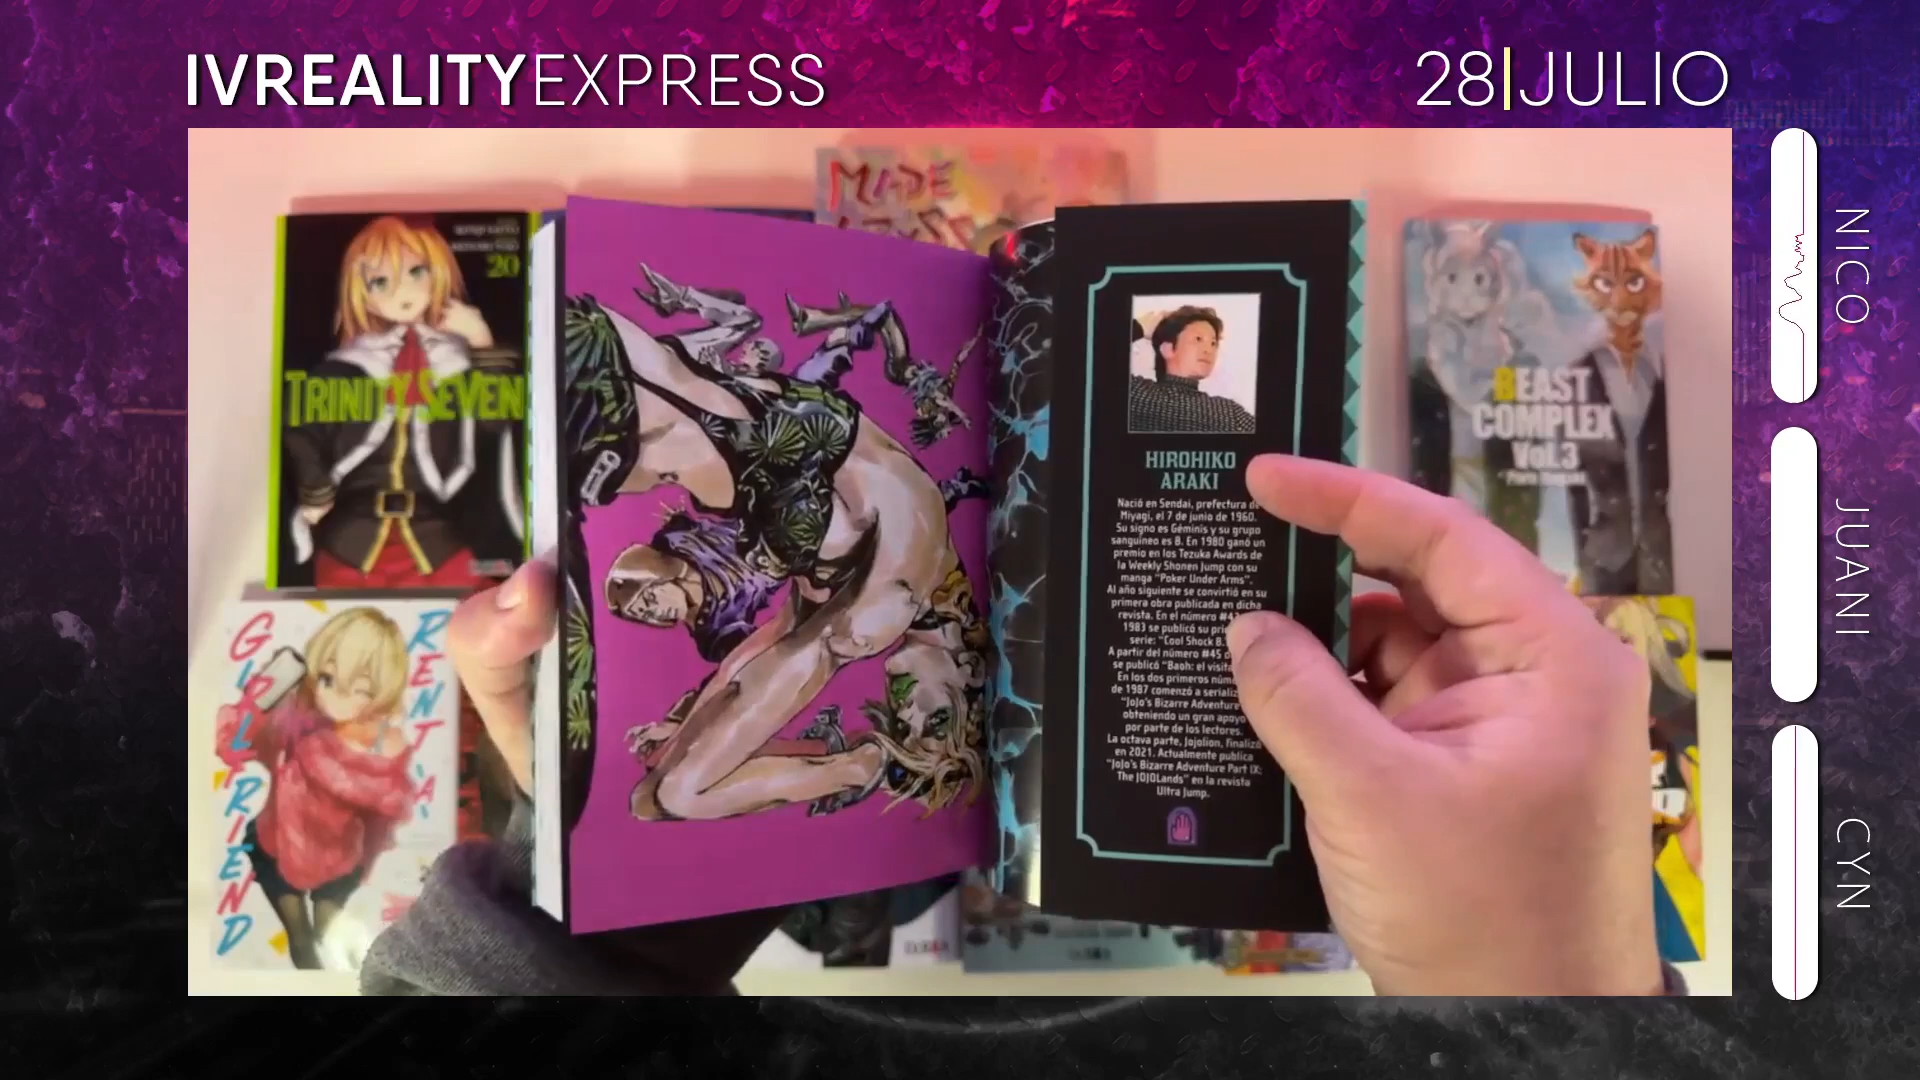 IVREALITYEXPRESS
28|JULIO
MADE
20
TRINITY SEVEN
GIRLFRIEND
RENT-A-
HIROHIKO
ARAKI
Nació en Sendai, prefectura de
Miyagi, el 7 de junio de 1960.
Su signo es Géminis y su grupo
sanguíneo es B. En 1980 ganó un
premio en los Tezuka Awards de
la Weekly Shonen Jump con su
manga "Poker Under Arms".
Al año siguiente se convirtió en su
primera obra publicada en dicha
revista. En el número #4
1983 se publicó su
serie: "Cool Shock B.
A partir del número #45
se publicó "Baoh: el
En los dos primeros
de 1987 comenzó a
"JoJo's Bizarre Adventure
obteniendo un gran apoyo
por parte de los lectores.
La octava parte, Jojolion, finalizó
en 2021. Actualmente publica
"JoJo's Bizarre Adventure Part IX:
The JOJOLands" en la revista
Ultra Jump.
BEAST
COMPLEX
Vol.3
NICO
JUANI
CYN